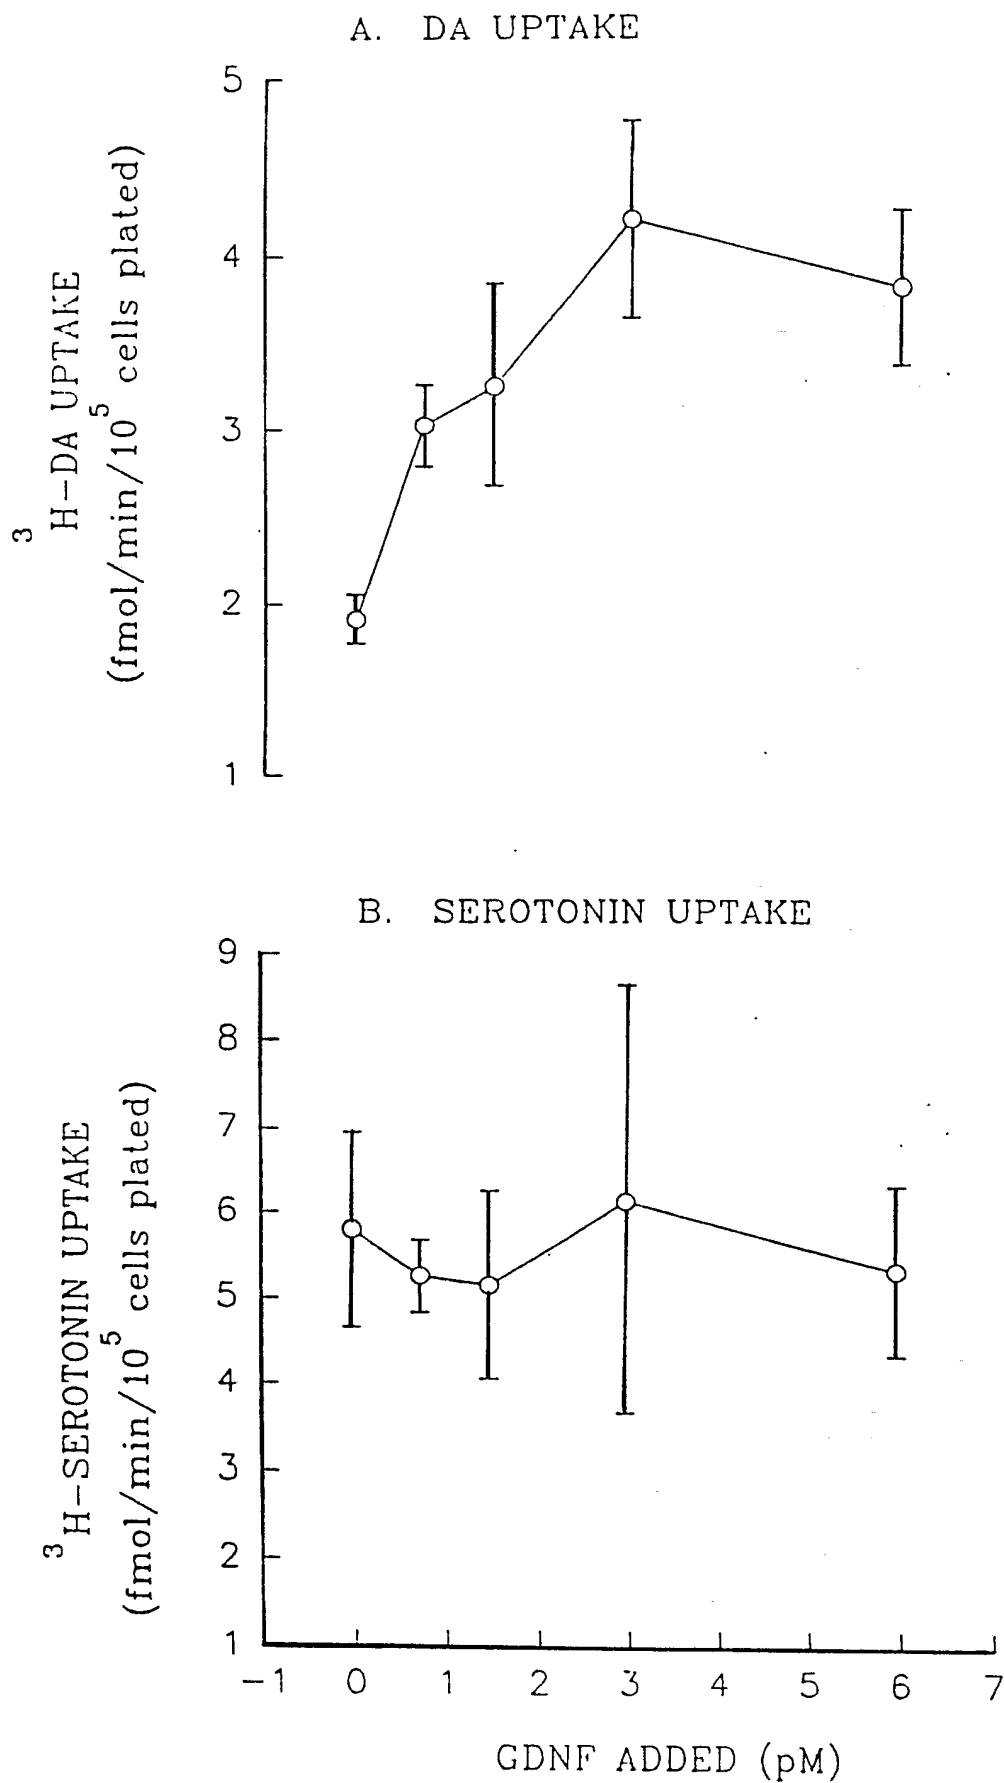 A. DA UPTAKE
5
4
3
2
1
3H-DA UPTAKE
(fmol/min/10^5 cells plated)
B. SEROTONIN UPTAKE
9
8
7
6
5
4
3
2
1
3H-SEROTONIN UPTAKE
(fmol/min/10^5 cells plated)
-1 0 1 2 3 4 5 6 7
GDNF ADDED (pM)